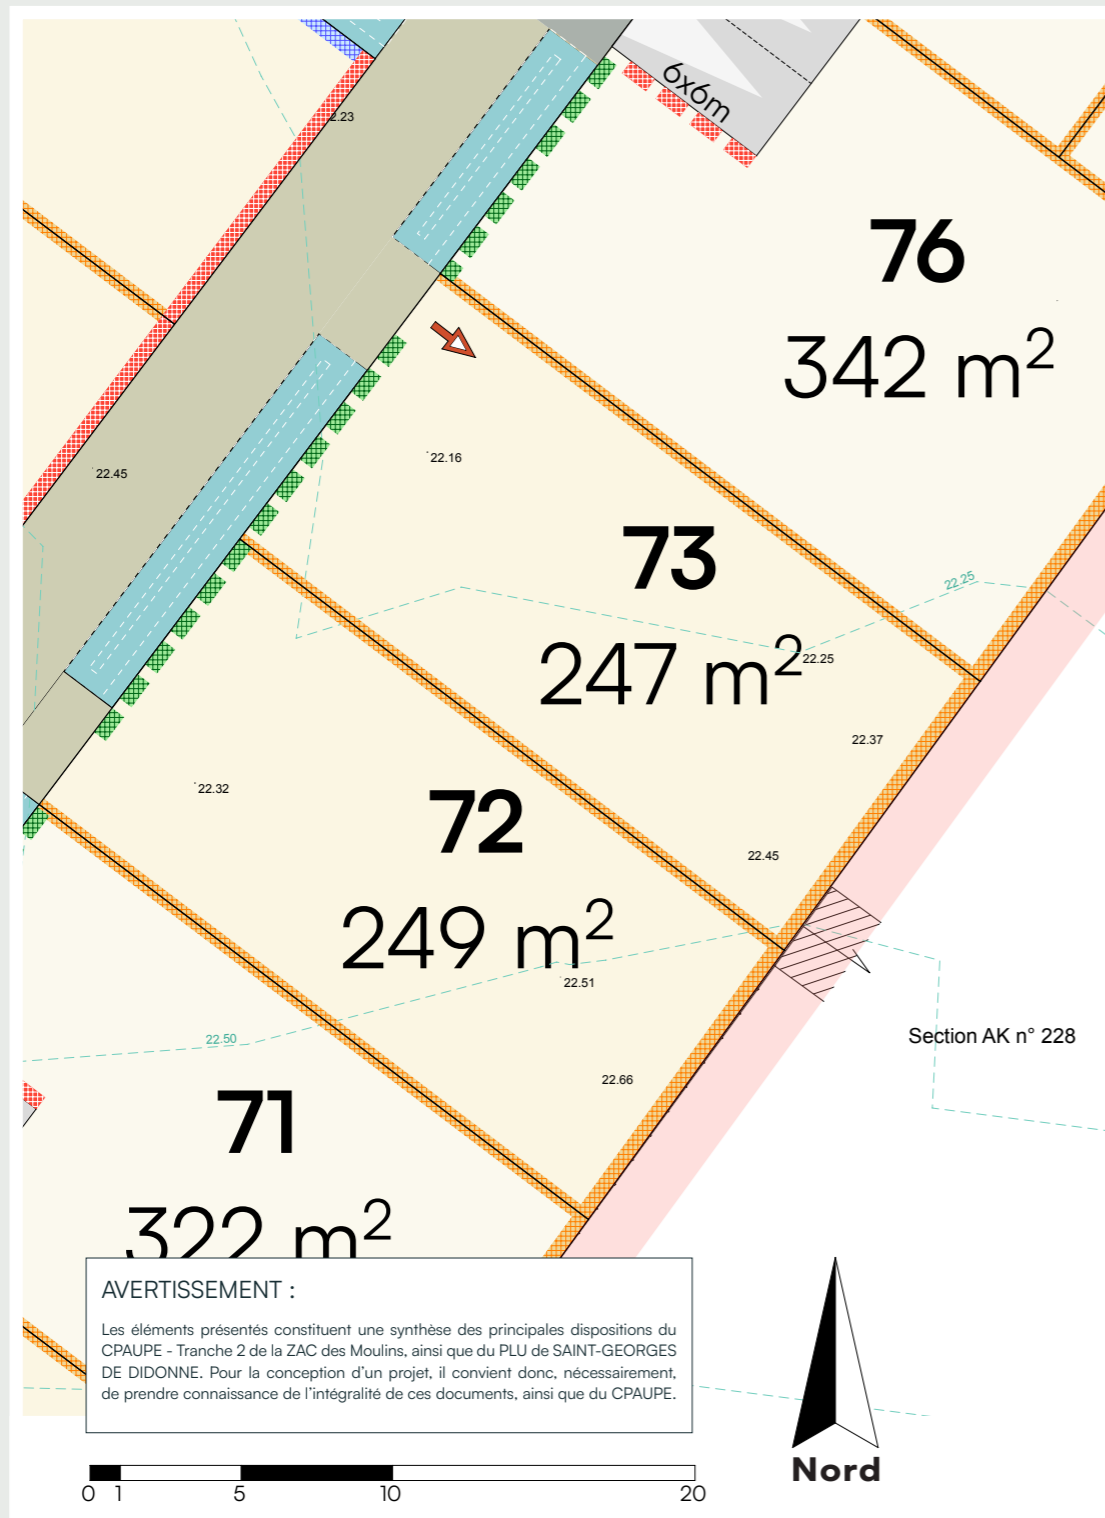 6x6m
2.23
76
342 m²
22.45
22.16
73
22.25
247 m²
22.25
22.37
22.32
72
22.45
249 m²
22.51
Section AK n° 228
22.50
22.66
71
322 m²
AVERTISSEMENT :
Les éléments présentés constituent une synthèse des principales dispositions du
CPAUPE - Tranche 2 de la ZAC des Moulins, ainsi que du PLU de SAINT-GEORGES
DE DIDONNE. Pour la conception d'un projet, il convient donc, nécessairement,
de prendre connaissance de l'intégralité de ces documents, ainsi que du CPAUPE.
Nord
0 1 5 10 20